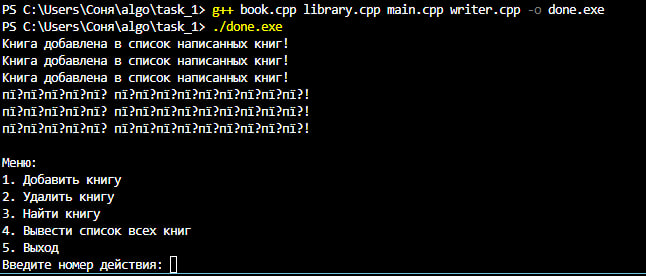 PS C:\Users\Соня\algo\task_1> g++ book.cpp library.cpp main.cpp writer.cpp -o done.exe
PS C:\Users\Соня\algo\task_1> ./done.exe
Книга добавлена в список написанных книг!
Книга добавлена в список написанных книг!
Книга добавлена в список написанных книг!
пї?пї?пї?пї?пї? пї?пї?пї?пї?пї?пї?пї?пї?пї?!
пї?пї?пї?пї?пї? пї?пї?пї?пї?пї?пї?пї?пї?пї?!
пї?пї?пї?пї?пї? пї?пї?пї?пї?пї?пї?пї?пї?пї?!
Меню:
1. Добавить книгу
2. Удалить книгу
3. Найти книгу
4. Вывести список всех книг
5. Выход
Введите номер действия: